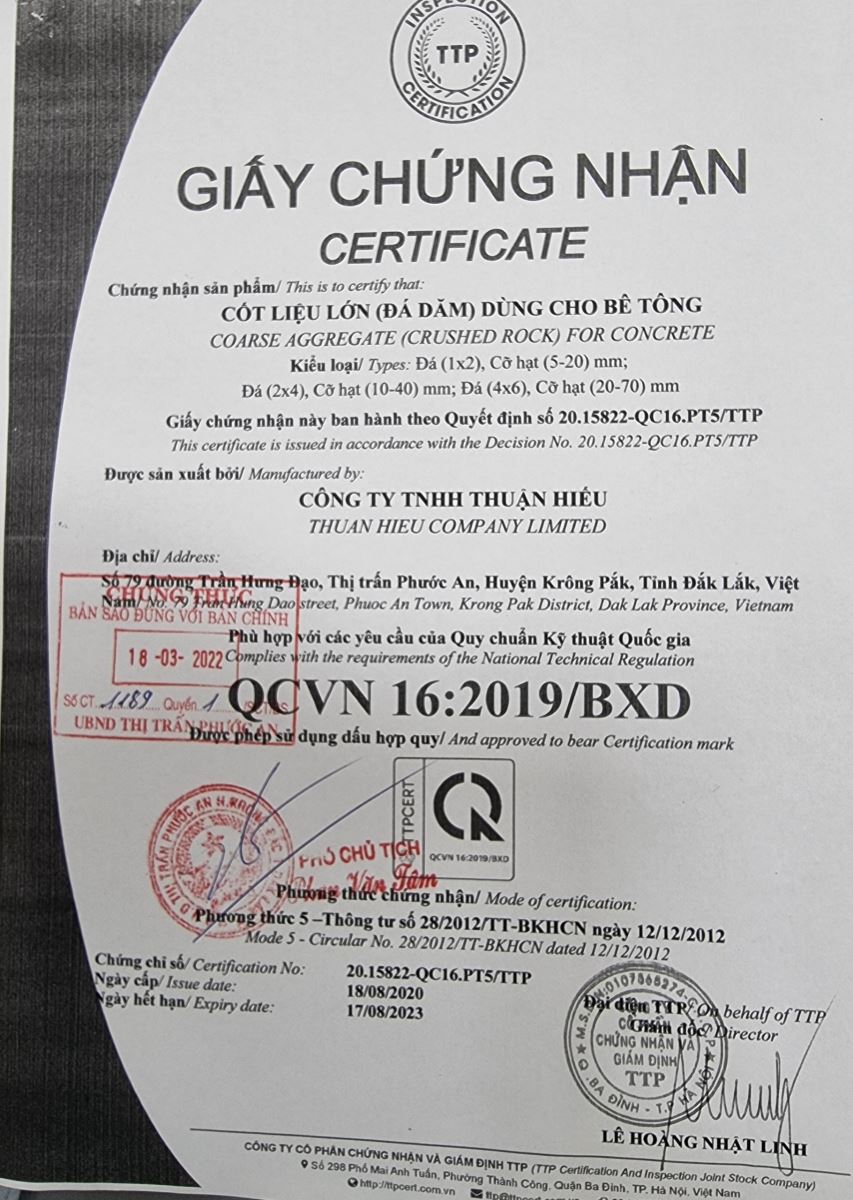 INSPECTION
TTP
CERTIFICATION
GIẤY CHỨNG NHẬN
CERTIFICATE
Chứng nhận sản phẩm/ This is to certify that:
CỐT LIỆU LỚN (ĐÁ DĂM) DÙNG CHO BÊ TÔNG
COARSE AGGREGATE (CRUSHED ROCK) FOR CONCRETE
Kiểu loại/ Types: Đá (1x2), Cỡ hạt (5-20) mm;
Đá (2x4), Cỡ hạt (10-40) mm; Đá (4x6), Cỡ hạt (20-70) mm
Giấy chứng nhận này ban hành theo Quyết định số 20.15822-QC16.PT5/TTP
This certificate is issued in accordance with the Decision No. 20.15822-QC16.PT5/TTP
Được sản xuất bởi/ Manufactured by:
CÔNG TY TNHH THUẬN HIẾU
THUAN HIEU COMPANY LIMITED
Địa chỉ/ Address:
Số 79 đường Trần Hưng Đạo, Thị trấn Phước An, Huyện Krông Pắk, Tỉnh Đắk Lắk, Việt
Nam/ No. 79 Tran Hung Dao street, Phuoc An Town, Krong Pak District, Dak Lak Province, Vietnam
CHỨNG THỰC
BẢN SAO ĐÚNG VỚI BẢN CHÍNH
18-03-2022
Số CT 1189 Quyển 1
UBND THỊ TRẤN PHƯỚC AN
Phù hợp với các yêu cầu của Quy chuẩn Kỹ thuật Quốc gia
Complies with the requirements of the National Technical Regulation
QCVN 16:2019/BXD
Được phép sử dụng dấu hợp quy/ And approved to bear Certification mark
TTPCERT
QCVN 16:2019/BXD
PHÓ CHỦ TỊCH
Phan Văn Tâm
Phương thức chứng nhận/ Mode of certification:
Phương thức 5 –Thông tư số 28/2012/TT-BKHCN ngày 12/12/2012
Mode 5 - Circular No. 28/2012/TT-BKHCN dated 12/12/2012
Chứng chỉ số/ Certification No: 20.15822-QC16.PT5/TTP
Ngày cấp/ Issue date: 18/08/2020
Ngày hết hạn/ Expiry date: 17/08/2023
Đại diện TTP/ On behalf of TTP
Giám đốc/ Director
CỔ PHẦN
CHỨNG NHẬN VÀ
GIÁM ĐỊNH
TTP
BA ĐÌNH - T.P HÀ NỘI
LÊ HOÀNG NHẬT LINH
CÔNG TY CỔ PHẦN CHỨNG NHẬN VÀ GIÁM ĐỊNH TTP (TTP Certification And Inspection Joint Stock Company)
Số 298 Phố Mai Anh Tuấn, Phường Thành Công, Quận Ba Đình, TP. Hà Nội, Việt Nam
http://ttpcert.com.vn